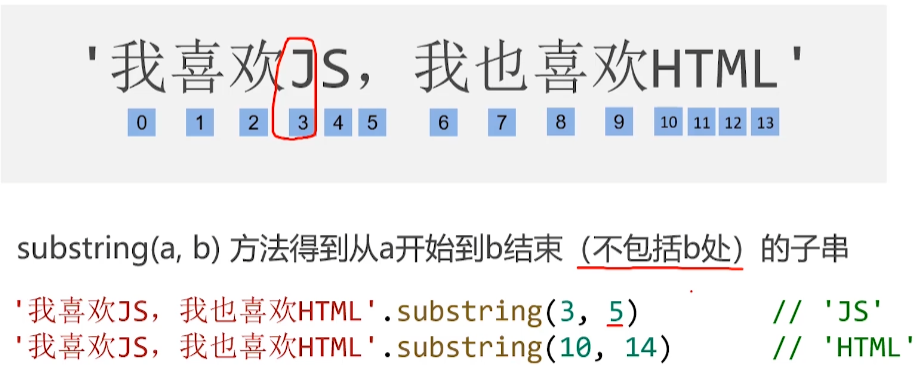 '我喜欢JS，我也喜欢HTML'
0 1 2 3 4 5 6 7 8 9 10 11 12 13
substring(a, b) 方法得到从a开始到b结束（不包括b处）的子串
'我喜欢JS，我也喜欢HTML'.substring(3, 5) // 'JS'
'我喜欢JS，我也喜欢HTML'.substring(10, 14) // 'HTML'